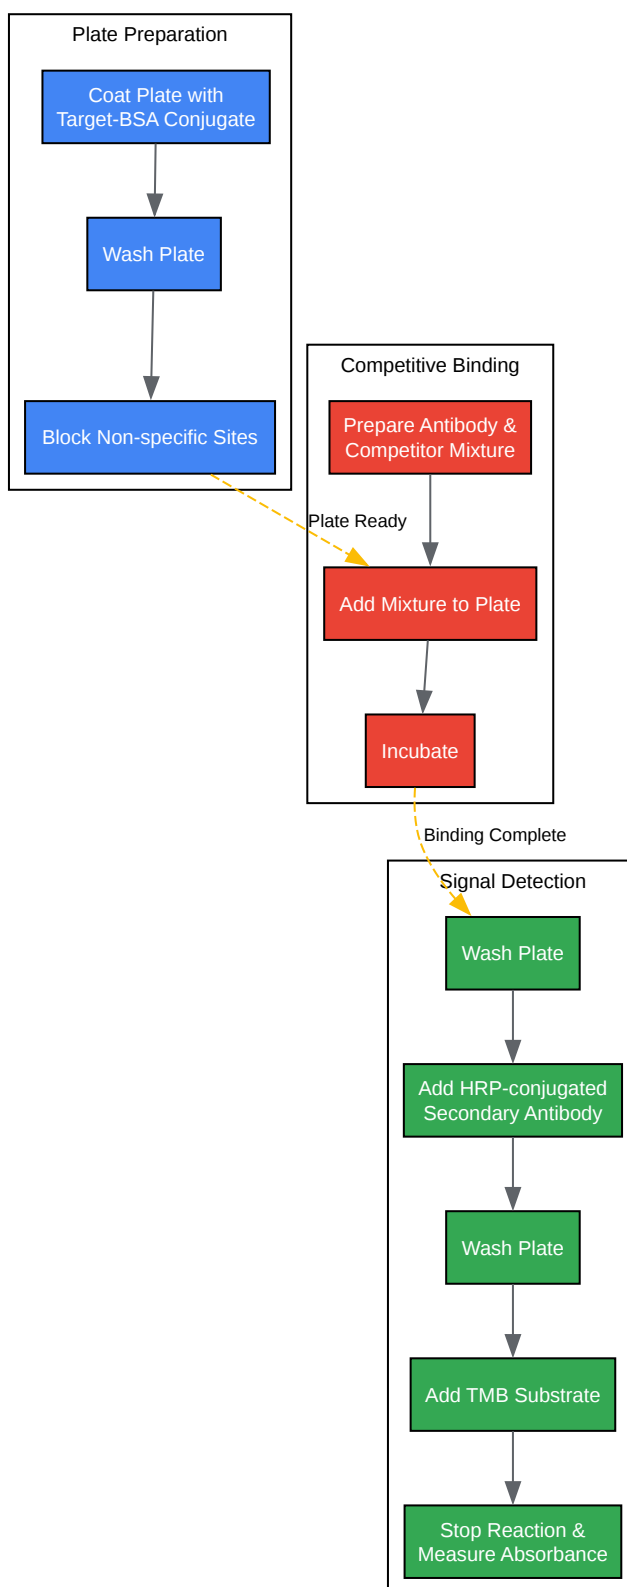 Plate Preparation
Coat Plate with
Target-BSA Conjugate
Wash Plate
Block Non-specific Sites
Competitive Binding
Prepare Antibody &
Competitor Mixture
Plate Ready
Add Mixture to Plate
Incubate
Binding Complete
Signal Detection
Wash Plate
Add HRP-conjugated
Secondary Antibody
Wash Plate
Add TMB Substrate
Stop Reaction &
Measure Absorbance